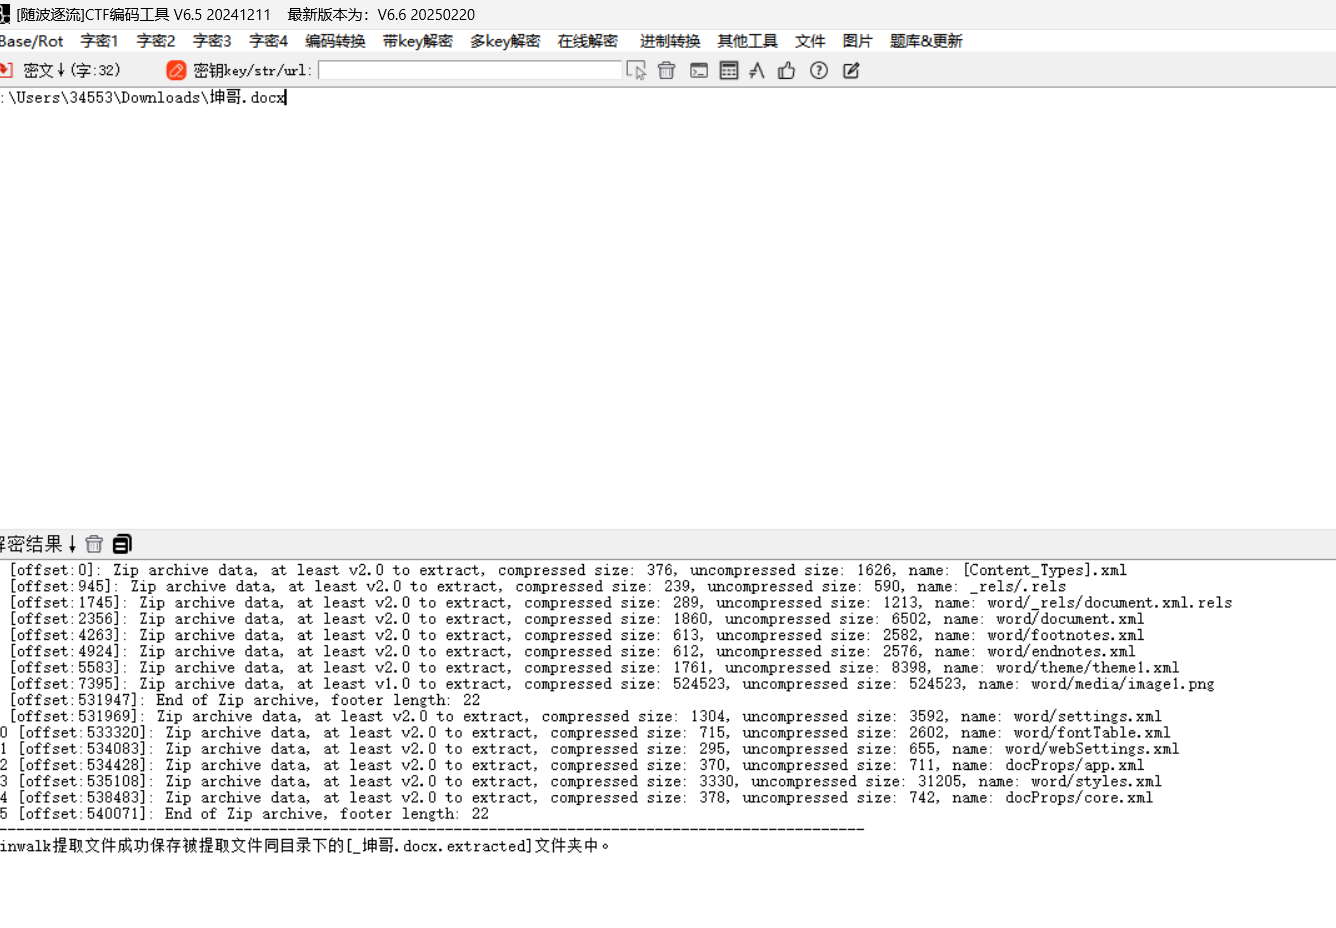 [随波逐流]CTF编码工具 V6.5 20241211 最新版本为：V6.6 20250220
Base/Rot 字密1 字密2 字密3 字密4 编码转换 带key解密 多key解密 在线解密 进制转换 其他工具 文件 图片 题库&更新
密文↓(字:32) 密钥key/str/url:
:\Users\34553\Downloads\坤哥.docx
解密结果↓
[offset:0]: Zip archive data, at least v2.0 to extract, compressed size: 376, uncompressed size: 1626, name: [Content_Types].xml
[offset:945]: Zip archive data, at least v2.0 to extract, compressed size: 239, uncompressed size: 590, name: _rels/.rels
[offset:1745]: Zip archive data, at least v2.0 to extract, compressed size: 289, uncompressed size: 1213, name: word/_rels/document.xml.rels
[offset:2356]: Zip archive data, at least v2.0 to extract, compressed size: 1860, uncompressed size: 6502, name: word/document.xml
[offset:4263]: Zip archive data, at least v2.0 to extract, compressed size: 613, uncompressed size: 2582, name: word/footnotes.xml
[offset:4924]: Zip archive data, at least v2.0 to extract, compressed size: 612, uncompressed size: 2576, name: word/endnotes.xml
[offset:5583]: Zip archive data, at least v2.0 to extract, compressed size: 1761, uncompressed size: 8398, name: word/theme/theme1.xml
[offset:7395]: Zip archive data, at least v1.0 to extract, compressed size: 524523, uncompressed size: 524523, name: word/media/image1.png
[offset:531947]: End of Zip archive, footer length: 22
[offset:531969]: Zip archive data, at least v2.0 to extract, compressed size: 1304, uncompressed size: 3592, name: word/settings.xml
0 [offset:533320]: Zip archive data, at least v2.0 to extract, compressed size: 715, uncompressed size: 2602, name: word/fontTable.xml
1 [offset:534083]: Zip archive data, at least v2.0 to extract, compressed size: 295, uncompressed size: 655, name: word/webSettings.xml
2 [offset:534428]: Zip archive data, at least v2.0 to extract, compressed size: 370, uncompressed size: 711, name: docProps/app.xml
3 [offset:535108]: Zip archive data, at least v2.0 to extract, compressed size: 3330, uncompressed size: 31205, name: word/styles.xml
4 [offset:538483]: Zip archive data, at least v2.0 to extract, compressed size: 378, uncompressed size: 742, name: docProps/core.xml
5 [offset:540071]: End of Zip archive, footer length: 22
inwalk提取文件成功保存被提取文件同目录下的[_坤哥.docx.extracted]文件夹中。